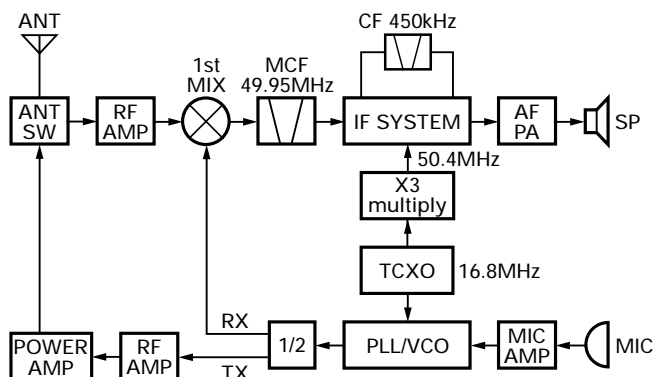 ANT
CF 450kHz
1st
MIX
MCF
49.95MHz
ANT
SW
RF
AMP
IF SYSTEM
AF
PA
SP
50.4MHz
X3
multiply
TCXO
16.8MHz
RX
POWER
AMP
RF
AMP
TX
1/2
PLL/VCO
MIC
AMP
MIC